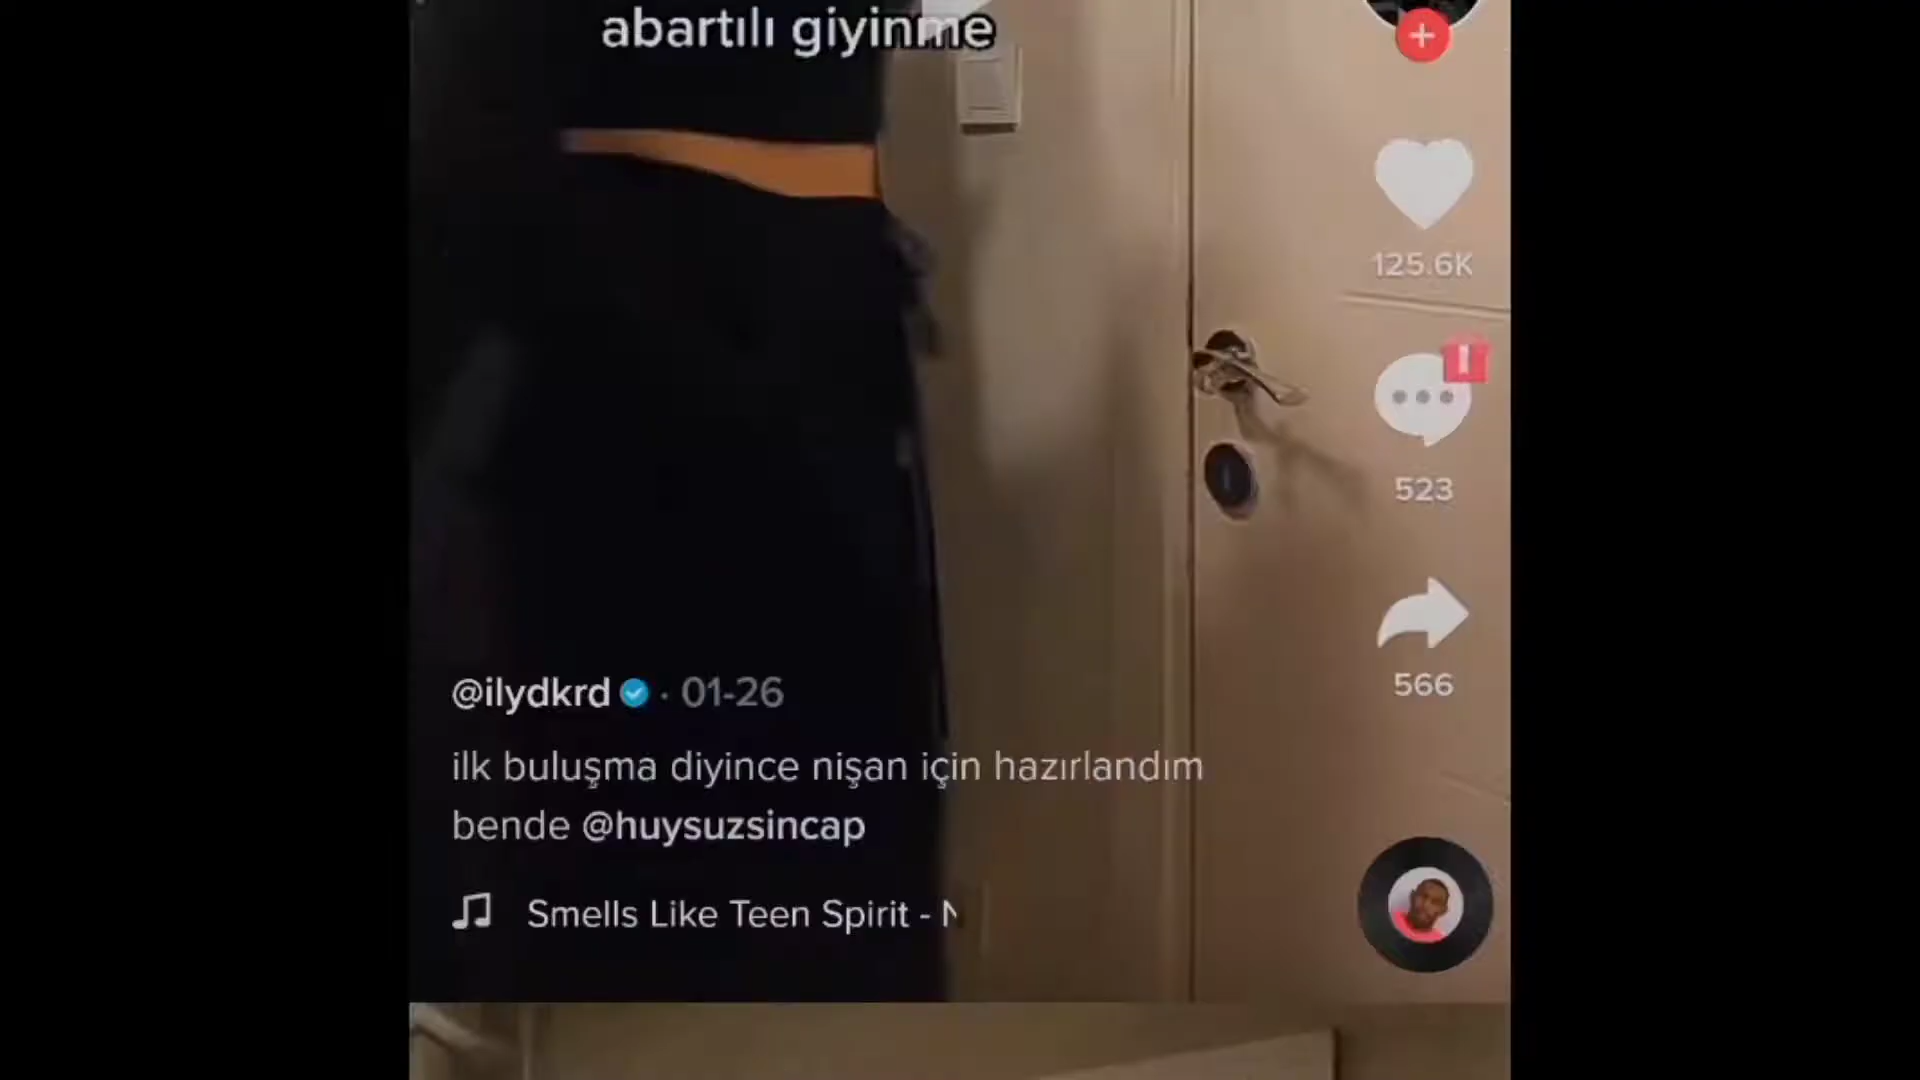 abartılı giyinme
125.6K
523
566
@ilydkrd · 01-26
ilk buluşma diyince nişan için hazırlandım
bende @huysuzsincap
Smells Like Teen Spirit -